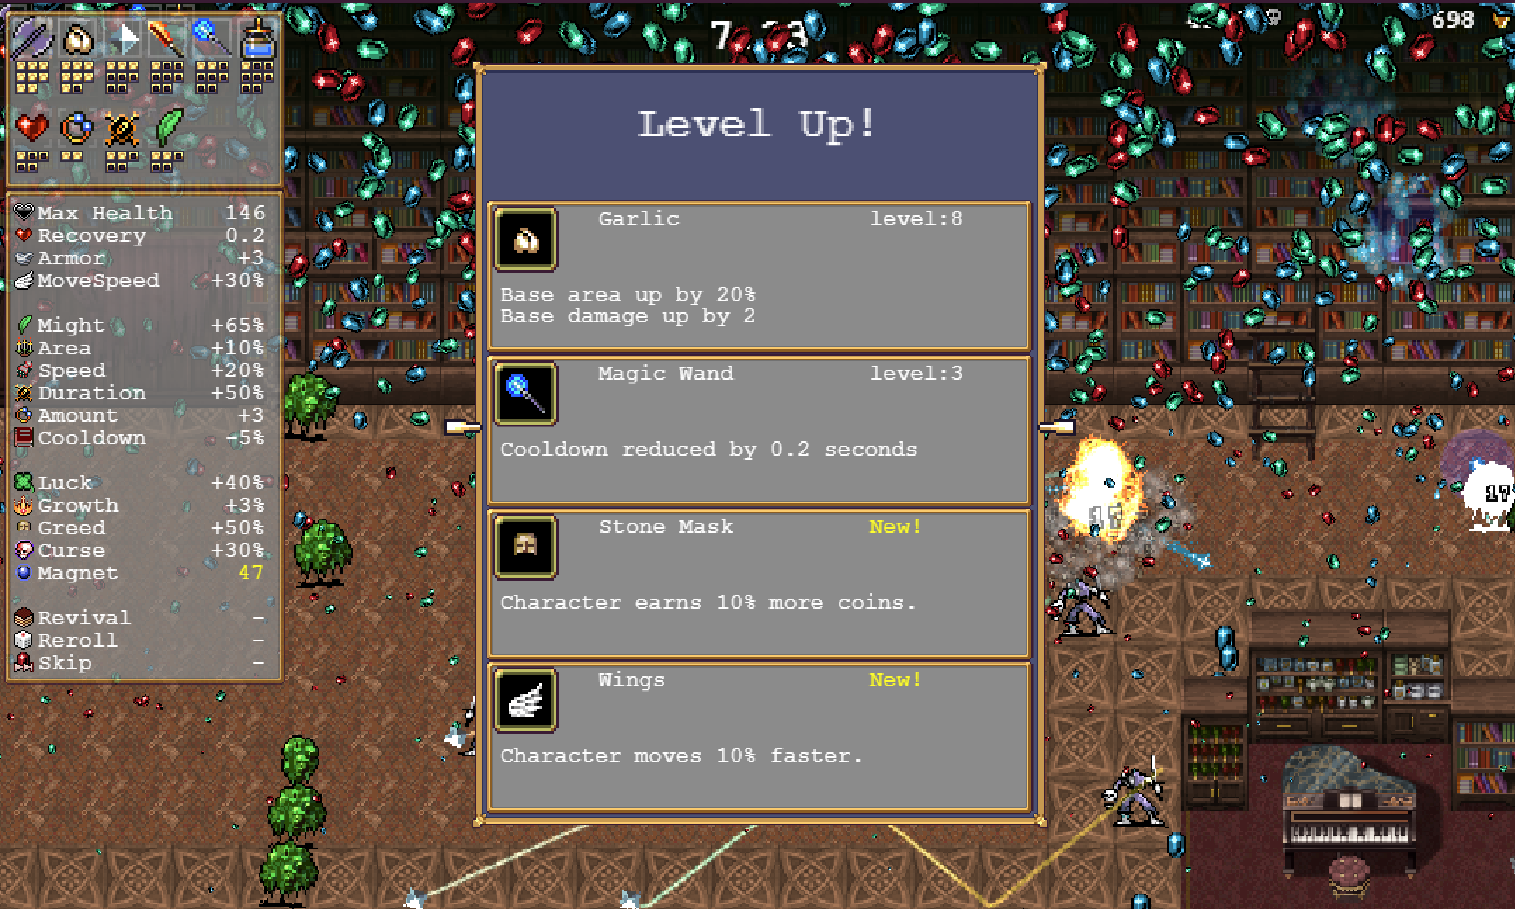 698
Level Up!
Max Health 146
Recovery 0.2
Armor +3
MoveSpeed +30%
Might +65%
Area +10%
Speed +20%
Duration +50%
Amount +3
Cooldown -5%
Luck +40%
Growth +3%
Greed +50%
Curse +30%
Magnet 47
Revival -
Reroll -
Skip -
Garlic level:8
Base area up by 20%
Base damage up by 2
Magic Wand level:3
Cooldown reduced by 0.2 seconds
Stone Mask New!
Character earns 10% more coins.
Wings New!
Character moves 10% faster.
17